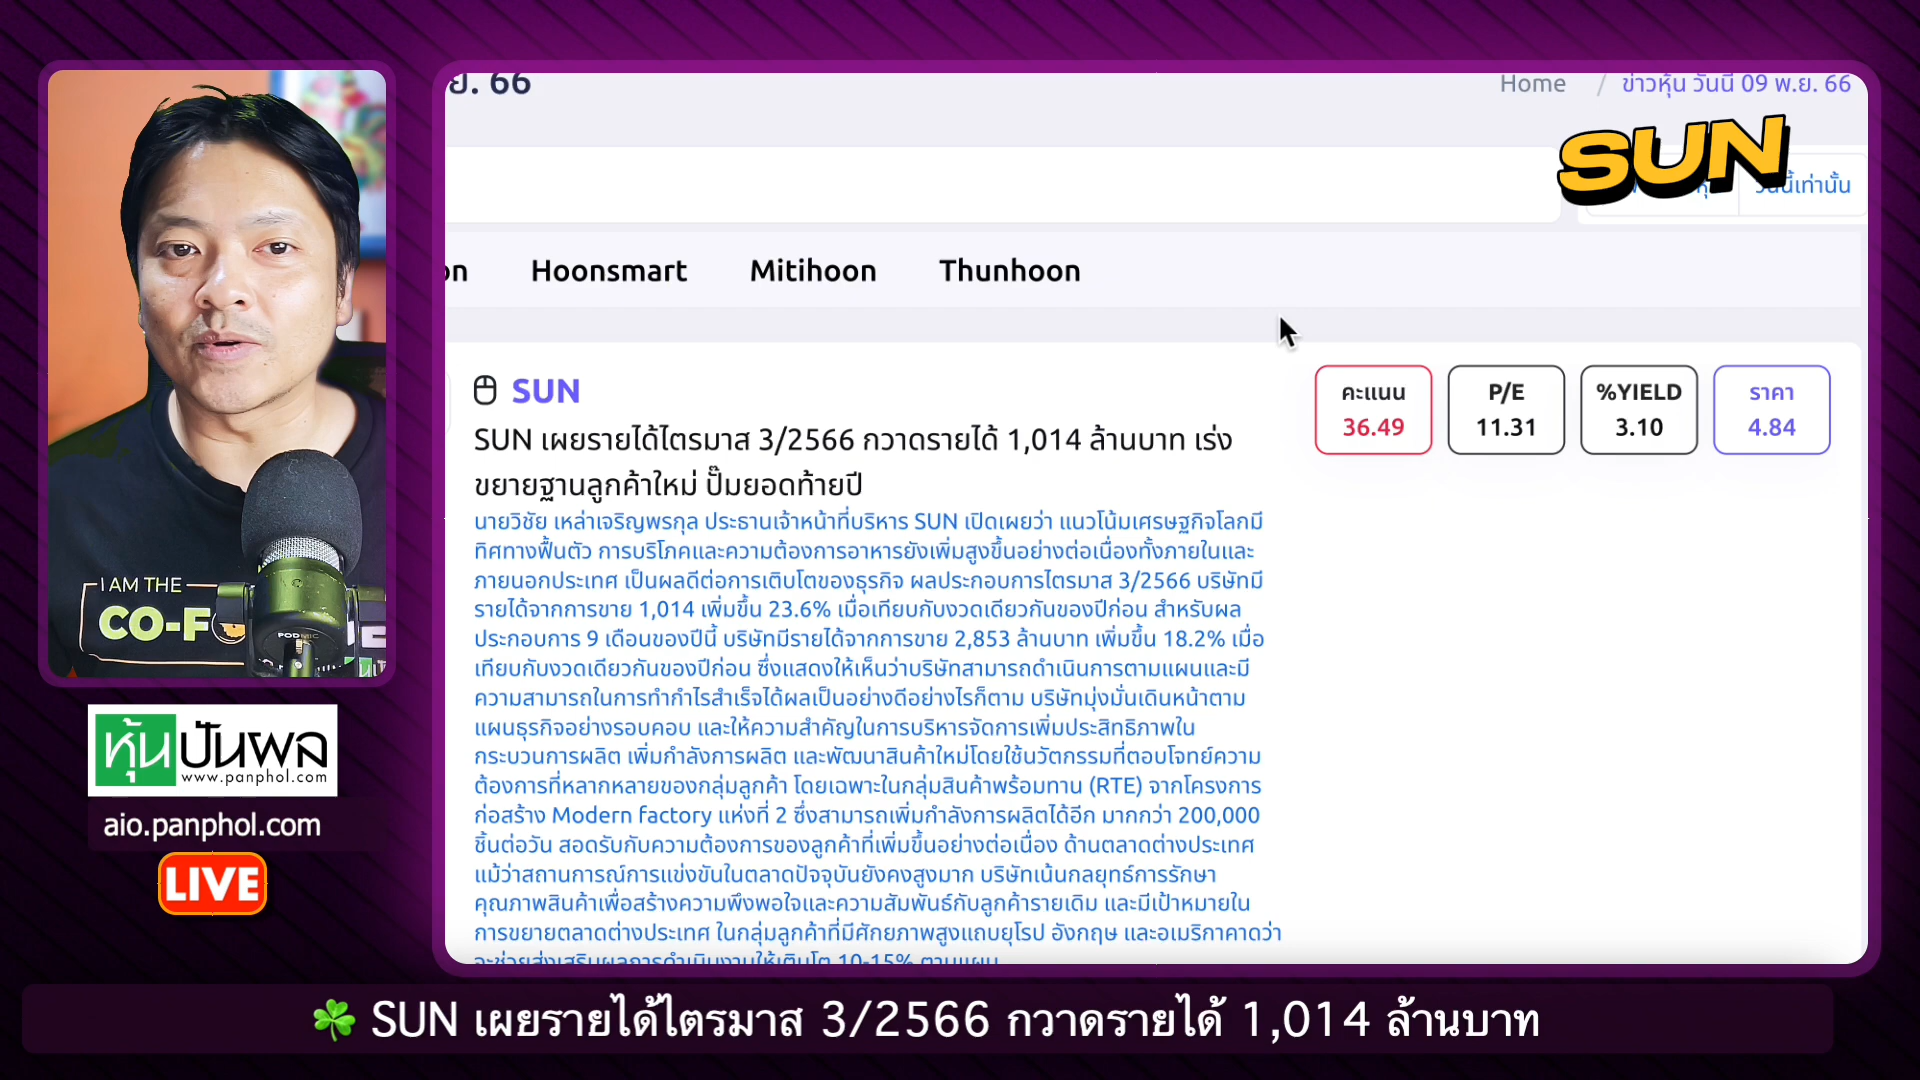 ย. 66
Home / ข่าวหุ้น วันนี้ 09 พ.ย. 66
SUN
วันนี้เท่านั้น
Hoonsmart Mitihoon Thunhoon
SUN
คะแนน P/E %YIELD ราคา
36.49 11.31 3.10 4.84
SUN เผยรายได้ไตรมาส 3/2566 กวาดรายได้ 1,014 ล้านบาท เร่ง
ขยายฐานลูกค้าใหม่ ปั๊มยอดท้ายปี
นายวิชัย เหล่าเจริญพรกุล ประธานเจ้าหน้าที่บริหาร SUN เปิดเผยว่า แนวโน้มเศรษฐกิจโลกมี
ทิศทางฟื้นตัว การบริโภคและความต้องการอาหารยังเพิ่มสูงขึ้นอย่างต่อเนื่องทั้งภายในและ
ภายนอกประเทศ เป็นผลดีต่อการเติบโตของธุรกิจ ผลประกอบการไตรมาส 3/2566 บริษัทมี
รายได้จากการขาย 1,014 เพิ่มขึ้น 23.6% เมื่อเทียบกับงวดเดียวกันของปีก่อน สำหรับผล
ประกอบการ 9 เดือนของปีนี้ บริษัทมีรายได้จากการขาย 2,853 ล้านบาท เพิ่มขึ้น 18.2% เมื่อ
เทียบกับงวดเดียวกันของปีก่อน ซึ่งแสดงให้เห็นว่าบริษัทสามารถดำเนินการตามแผนและมี
ความสามารถในการทำกำไรสำเร็จได้ผลเป็นอย่างดีอย่างไรก็ตาม บริษัทมุ่งมั่นเดินหน้าตาม
แผนธุรกิจอย่างรอบคอบ และให้ความสำคัญในการบริหารจัดการเพิ่มประสิทธิภาพใน
กระบวนการผลิต เพิ่มกำลังการผลิต และพัฒนาสินค้าใหม่โดยใช้นวัตกรรมที่ตอบโจทย์ความ
ต้องการที่หลากหลายของกลุ่มลูกค้า โดยเฉพาะในกลุ่มสินค้าพร้อมทาน (RTE) จากโครงการ
ก่อสร้าง Modern factory แห่งที่ 2 ซึ่งสามารถเพิ่มกำลังการผลิตได้อีก มากกว่า 200,000
ชิ้นต่อวัน สอดรับกับความต้องการของลูกค้าที่เพิ่มขึ้นอย่างต่อเนื่อง ด้านตลาดต่างประเทศ
แม้ว่าสถานการณ์การแข่งขันในตลาดปัจจุบันยังคงสูงมาก บริษัทเน้นกลยุทธ์การรักษา
คุณภาพสินค้าเพื่อสร้างความพึงพอใจและความสัมพันธ์กับลูกค้ารายเดิม และมีเป้าหมายใน
การขยายตลาดต่างประเทศ ในกลุ่มลูกค้าที่มีศักยภาพสูงแถบยุโรป อังกฤษ และอเมริกาคาดว่า
จะช่วยส่งเสริมผลการดำเนินงานให้เติบโต 10-15% ตามแผน
I AM THE
CO-F
PODMIC
หุ้นปันผล
www.panphol.com
aio.panphol.com
LIVE
SUN เผยรายได้ไตรมาส 3/2566 กวาดรายได้ 1,014 ล้านบาท